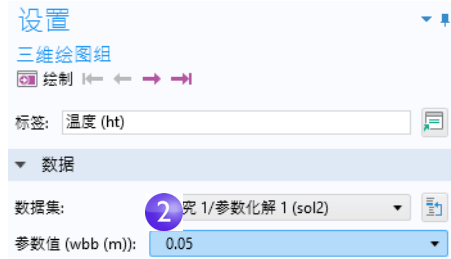 设置
三维绘图组
绘制
标签: 温度 (ht)
数据
数据集: 2 究 1/参数化解 1 (sol2)
参数值 (wbb (m)): 0.05